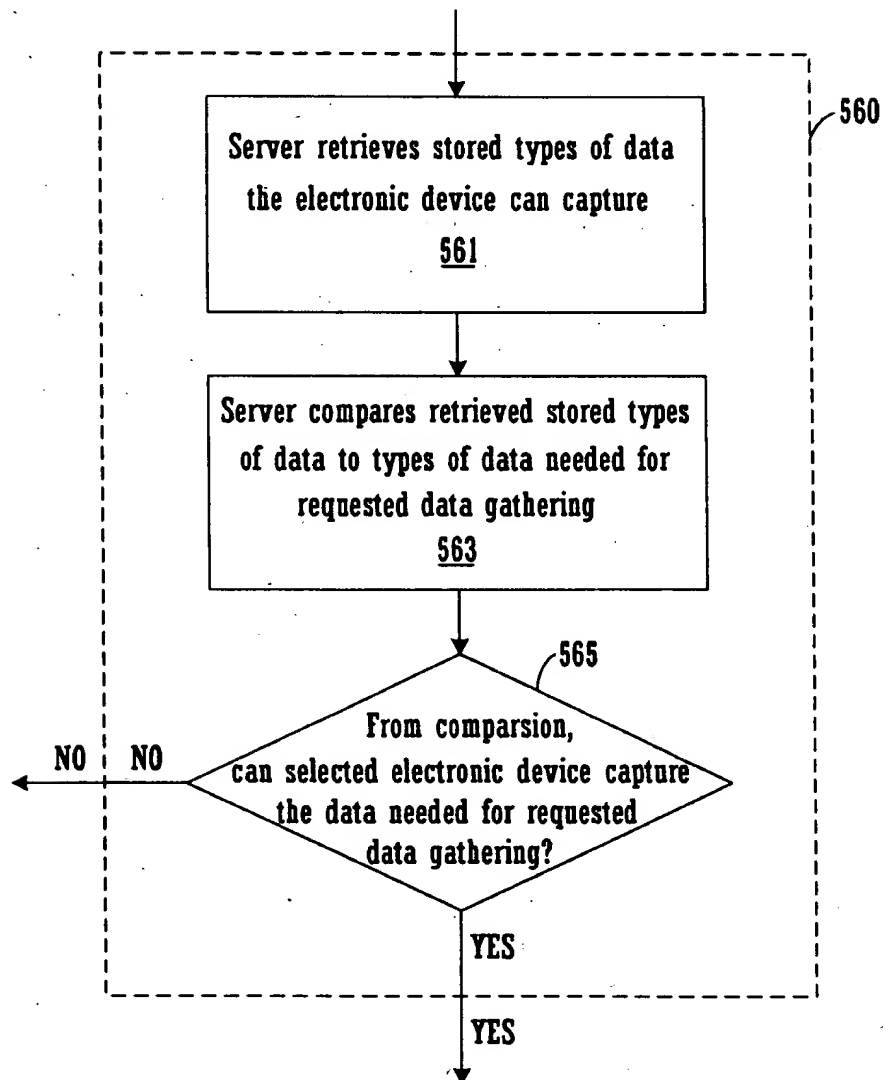 560
Server retrieves stored types of data
the electronic device can capture
561
Server compares retrieved stored types
of data to types of data needed for
requested data gathering
563
565
From comparsion,
can selected electronic device capture
the data needed for requested
data gathering?
NO NO
YES
YES